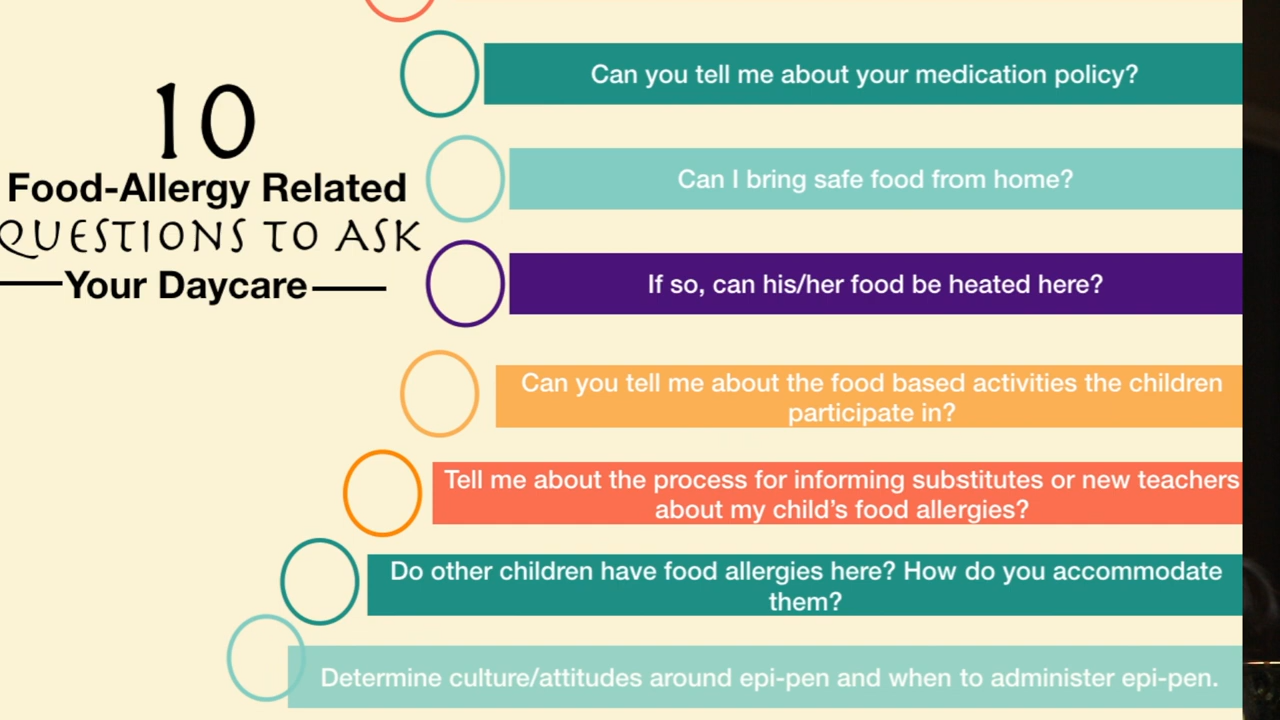 10
Food-Allergy Related
QUESTIONS TO ASK
Your Daycare
Can you tell me about your medication policy?
Can I bring safe food from home?
If so, can his/her food be heated here?
Can you tell me about the food based activities the children
participate in?
Tell me about the process for informing substitutes or new teachers
about my child's food allergies?
Do other children have food allergies here? How do you accommodate
them?
Determine culture/attitudes around epi-pen and when to administer epi-pen.